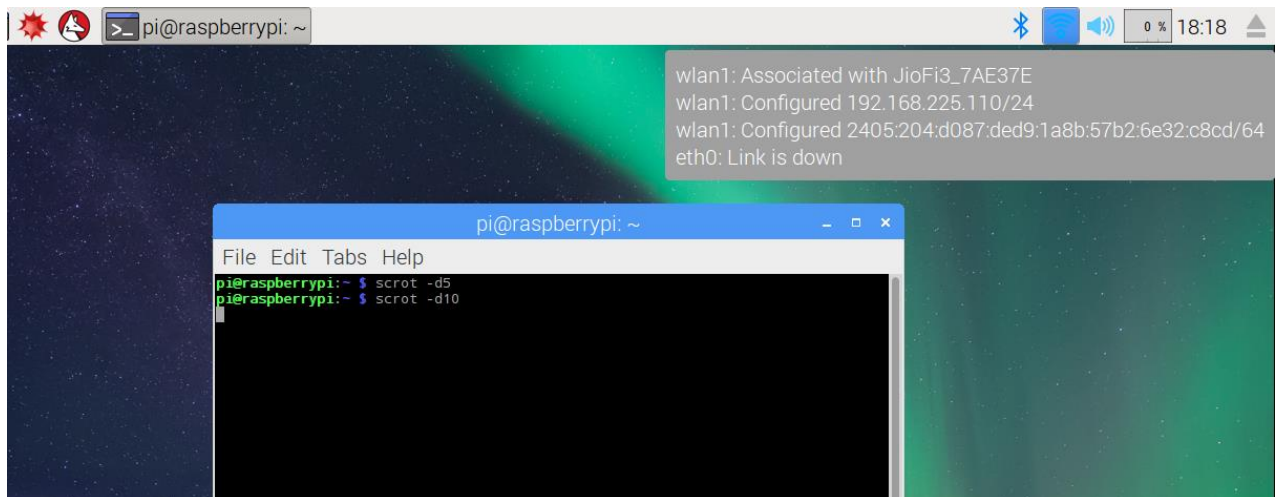 pi@raspberrypi: ~
0 %
18:18
wlan1: Associated with JioFi3_7AE37E
wlan1: Configured 192.168.225.110/24
wlan1: Configured 2405:204:d087:ded9:1a8b:57b2:6e32:c8cd/64
eth0: Link is down
pi@raspberrypi: ~
File Edit Tabs Help
pi@raspberrypi:~ $ scrot -d5
pi@raspberrypi:~ $ scrot -d10